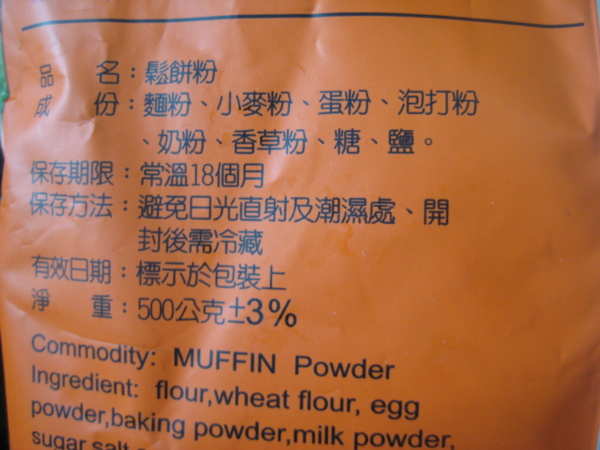 品　　名：鬆餅粉
成　　份：麵粉、小麥粉、蛋粉、泡打粉
、奶粉、香草粉、糖、鹽。
保存期限：常溫18個月
保存方法：避免日光直射及潮濕處、開
封後需冷藏
有效日期：標示於包裝上
淨　　重：500公克±3%
Commodity: MUFFIN Powder
Ingredient: flour,wheat flour, egg
powder,baking powder,milk powder,
sugar,salt